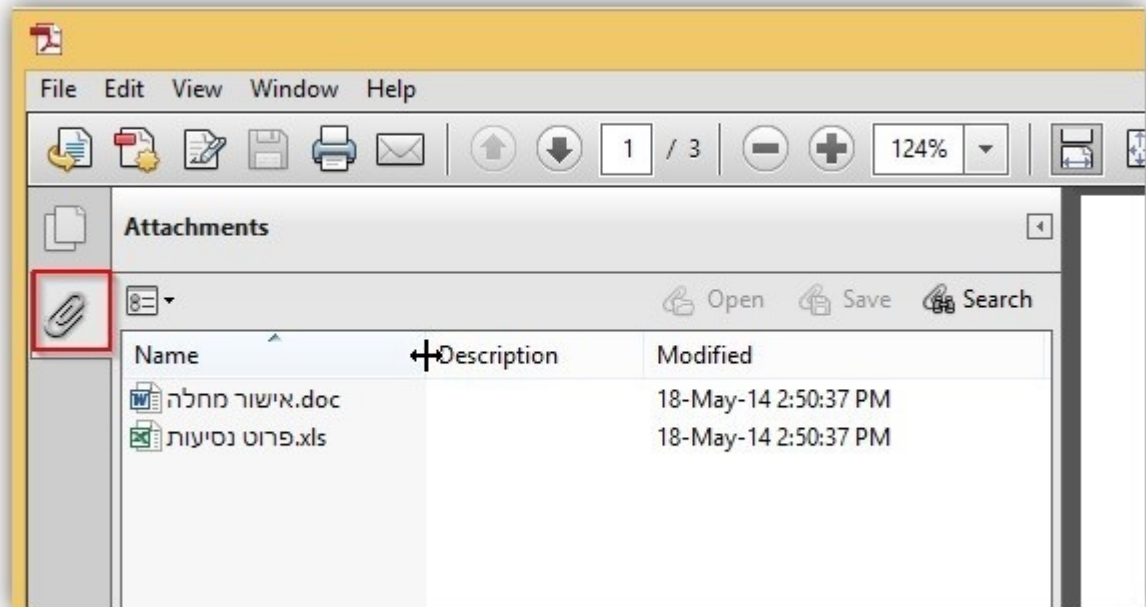 File Edit View Window Help
1 / 3 124%
Attachments
Open Save Search
Name Description Modified
אישור מחלה.doc 18-May-14 2:50:37 PM
פרוט נסיעות.xls 18-May-14 2:50:37 PM